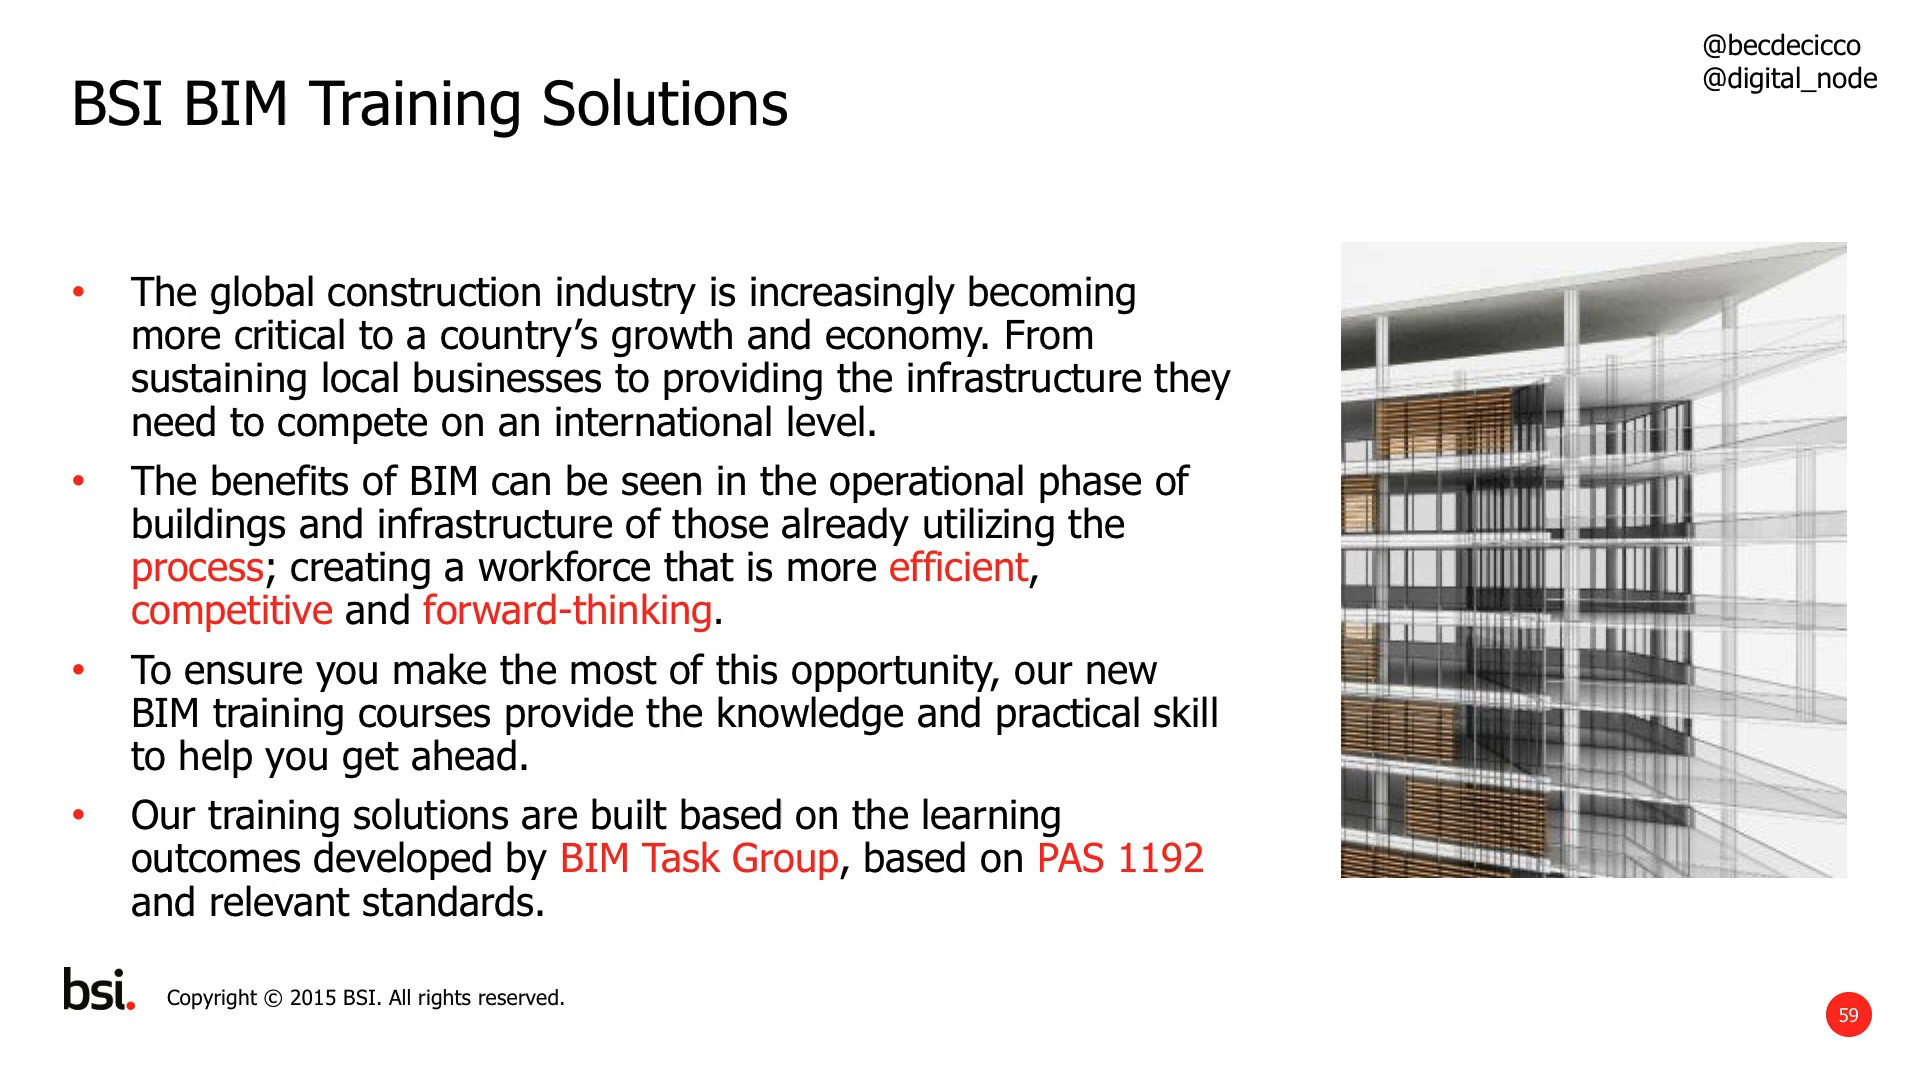 @becdecicco
@digital_node
BSI BIM Training Solutions
• The global construction industry is increasingly becoming
more critical to a country’s growth and economy. From
sustaining local businesses to providing the infrastructure they
need to compete on an international level.
• The benefits of BIM can be seen in the operational phase of
buildings and infrastructure of those already utilizing the
process; creating a workforce that is more efficient,
competitive and forward-thinking.
• To ensure you make the most of this opportunity, our new
BIM training courses provide the knowledge and practical skill
to help you get ahead.
• Our training solutions are built based on the learning
outcomes developed by BIM Task Group, based on PAS 1192
and relevant standards.
bsi.
Copyright © 2015 BSI. All rights reserved.
59